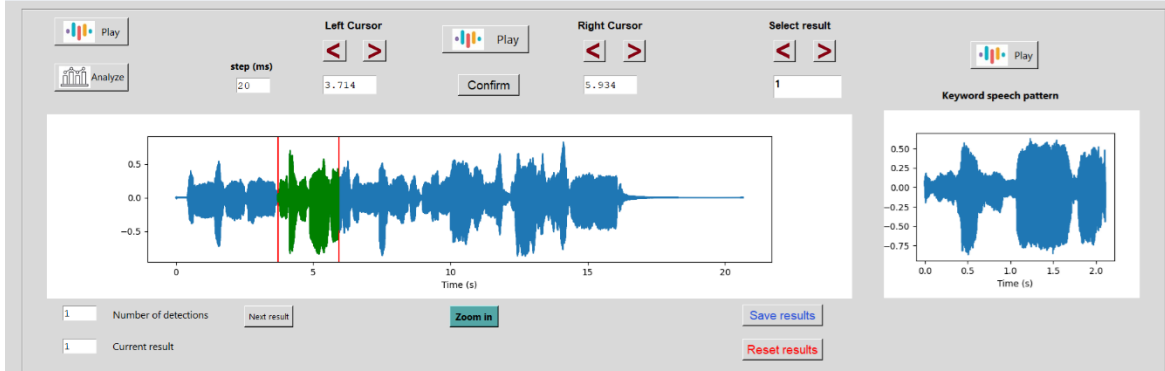 Play
Left Cursor
Play
Right Cursor
Select result
< >
< >
< >
Play
Analyze
step (ms)
20
3.714
Confirm
5.934
1
Keyword speech pattern
0.5
0.0
−0.5
0 5 10 15 20
Time (s)
0.50
0.25
0.00
−0.25
−0.50
−0.75
0.0 0.5 1.0 1.5 2.0
Time (s)
1 Number of detections
Next result
Zoom in
Save results
1 Current result
Reset results